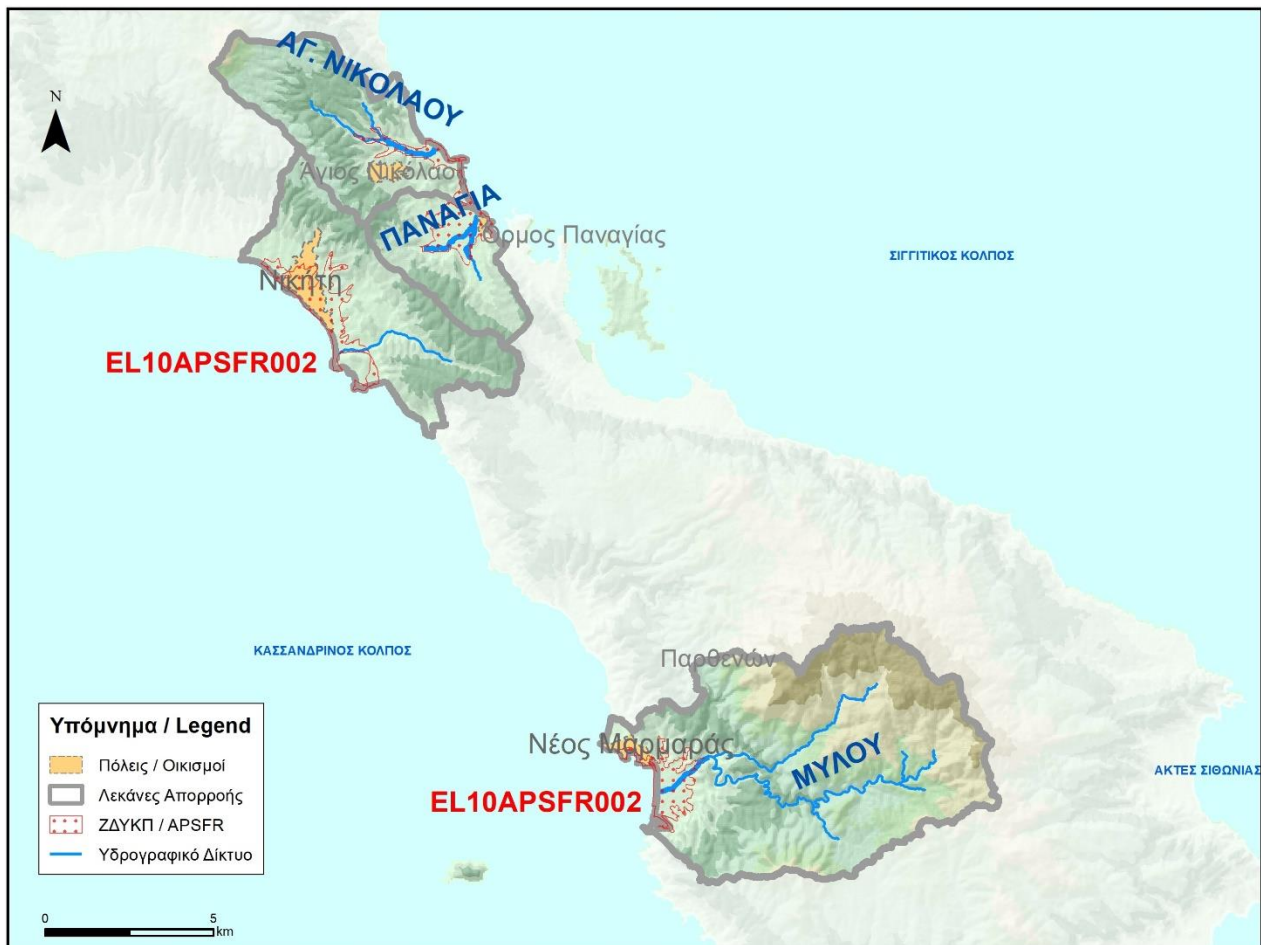 N
ΑΓ. ΝΙΚΟΛΑΟΥ
Άγιος Νικόλαος
ΠΑΝΑΓΙΑ
Όρμος Παναγίας
ΣΙΓΓΙΤΙΚΟΣ ΚΟΛΠΟΣ
Νικήτη
EL10APSFR002
ΚΑΣΣΑΝΔΡΙΝΟΣ ΚΟΛΠΟΣ
Παρθενών
Νέος Μαρμαράς
ΜΥΛΟΥ
ΑΚΤΕΣ ΣΙΘΩΝΙΑΣ
EL10APSFR002
Υπόμνημα / Legend
Πόλεις / Οικισμοί
Λεκάνες Απορροής
ΖΔΥΚΠ / APSFR
Υδρογραφικό Δίκτυο
0 5
km